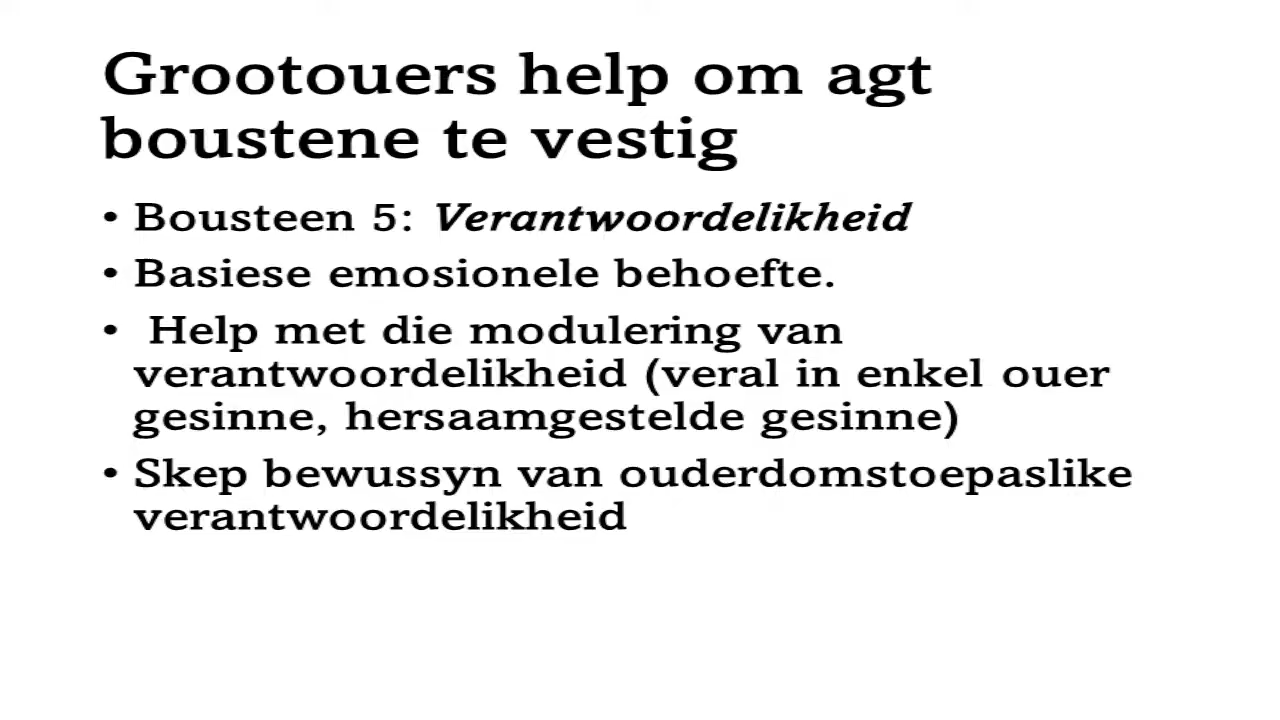 Grootouers help om agt
boustene te vestig
• Bousteen 5: Verantwoordelikheid
• Basiese emosionele behoefte.
• Help met die modulering van
verantwoordelikheid (veral in enkel ouer
gesinne, hersaamgestelde gesinne)
• Skep bewussyn van ouderdomstoepaslike
verantwoordelikheid